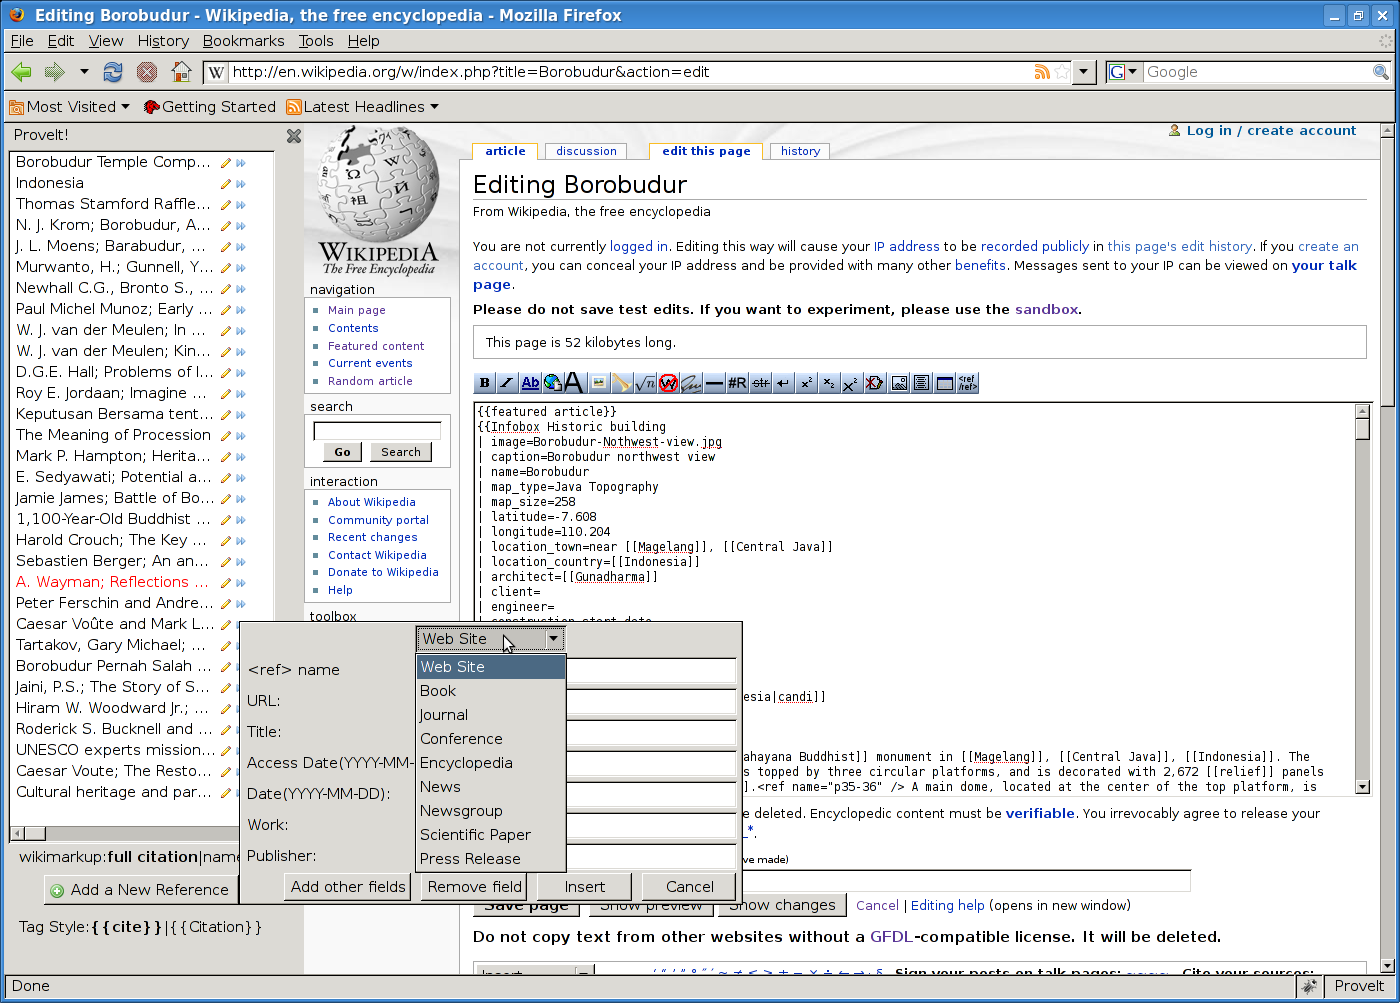 Editing Borobudur - Wikipedia, the free encyclopedia - Mozilla Firefox
File Edit View History Bookmarks Tools Help
W http://en.wikipedia.org/w/index.php?title=Borobudur&action=edit
G Google
Most Visited Getting Started Latest Headlines
ProveIt!
Borobudur Temple Comp...
Indonesia
Thomas Stamford Raffle...
N. J. Krom; Borobudur, A...
J. L. Moens; Barabudur, ...
Murwanto, H.; Gunnell, Y...
Newhall C.G., Bronto S., ...
Paul Michel Munoz; Early ...
W. J. van der Meulen; In ...
W. J. van der Meulen; Kin...
D.G.E. Hall; Problems of I...
Roy E. Jordaan; Imagine ...
Keputusan Bersama tent...
The Meaning of Procession
Mark P. Hampton; Herita...
E. Sedyawati; Potential a...
Jamie James; Battle of Bo...
1,100-Year-Old Buddhist ...
Harold Crouch; The Key ...
Sebastien Berger; An an...
A. Wayman; Reflections ...
Peter Ferschin and Andre...
Caesar Voûte and Mark L...
Tartakov, Gary Michael; ...
Borobudur Pernah Salah ...
Jaini, P.S.; The Story of S...
Hiram W. Woodward Jr.; ...
Roderick S. Bucknell and ...
UNESCO experts mission...
Caesar Voute; The Resto...
Cultural heritage and par...
wikimarkup:full citation|name
Add a New Reference
Tag Style:{{cite}}|{{Citation}}
WIKIPEDIA
The Free Encyclopedia
navigation
Main page
Contents
Featured content
Current events
Random article
search
Go Search
interaction
About Wikipedia
Community portal
Recent changes
Contact Wikipedia
Donate to Wikipedia
Help
toolbox
Log in / create account
article discussion edit this page history
Editing Borobudur
From Wikipedia, the free encyclopedia
You are not currently logged in. Editing this way will cause your IP address to be recorded publicly in this page's edit history. If you create an
account, you can conceal your IP address and be provided with many other benefits. Messages sent to your IP can be viewed on your talk
page.
Please do not save test edits. If you want to experiment, please use the sandbox.
This page is 52 kilobytes long.
B I Ab A √n W #R str x² x₂ x² <ref/ref>
{{featured article}}
{{Infobox Historic building
| image=Borobudur-Nothwest-view.jpg
| caption=Borobudur northwest view
| name=Borobudur
| map_type=Java Topography
| map_size=258
| latitude=-7.608
| longitude=110.204
| location_town=near [[Magelang]], [[Central Java]]
| location_country=[[Indonesia]]
| architect=[[Gunadharma]]
| client=
| engineer=
| construction_start_date
esia|candi]]
ahayana Buddhist]] monument in [[Magelang]], [[Central Java]], [[Indonesia]]. The
s topped by three circular platforms, and is decorated with 2,672 [[relief]] panels
].<ref name="p35-36" /> A main dome, located at the center of the top platform, is
e deleted. Encyclopedic content must be verifiable. You irrevocably agree to release your
*.
ve made)
Web Site
<ref> name
URL:
Title:
Access Date(YYYY-MM-
Date(YYYY-MM-DD):
Work:
Publisher:
Web Site
Book
Journal
Conference
Encyclopedia
News
Newsgroup
Scientific Paper
Press Release
Add other fields Remove field Insert Cancel
Save page Show preview Show changes Cancel | Editing help (opens in new window)
Do not copy text from other websites without a GFDL-compatible license. It will be deleted.
Insert Sign your posts on talk pages: Cite your sources:
Done
ProveIt